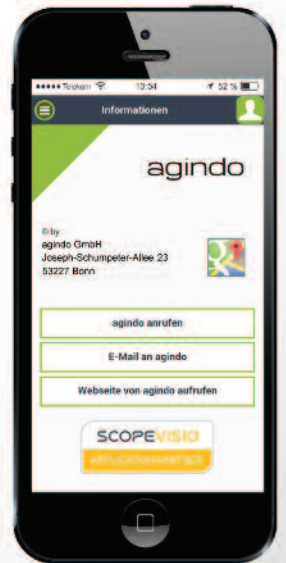 Telekom 10:54 52 %
Informationen
agindo
© by
agindo GmbH
Joseph-Schumpeter-Allee 23
53227 Bonn
agindo anrufen
E-Mail an agindo
Webseite von agindo aufrufen
SCOPEVISIO